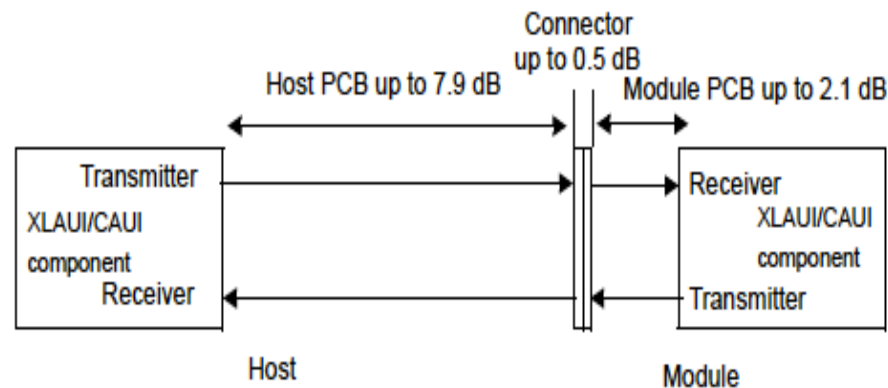 Connector
up to 0.5 dB
Host PCB up to 7.9 dB
Module PCB up to 2.1 dB
Transmitter
XLAUI/CAUI
component
Receiver
Receiver
XLAUI/CAUI
component
Transmitter
Host
Module